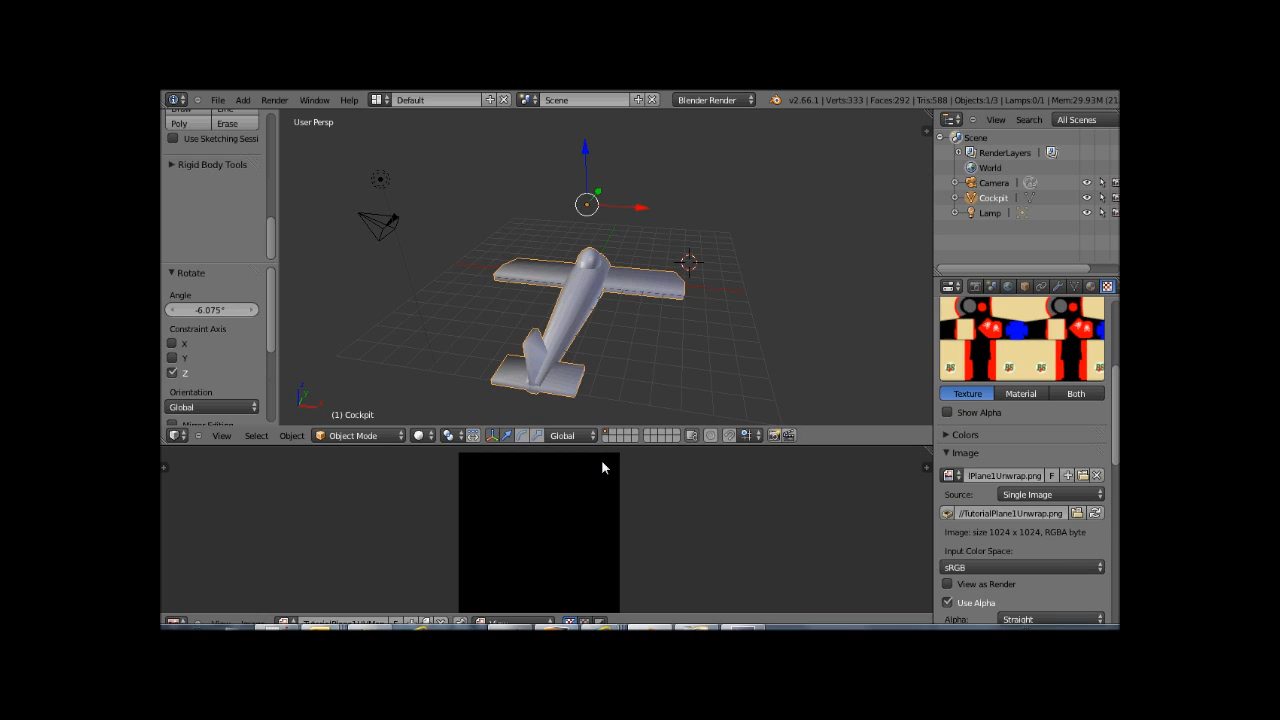 File Add Render Window Help Default Scene Blender Render v2.66.1 | Verts:333 | Faces:292 | Tris:588 | Objects:1/3 | Lamps:0/1 | Mem:29.93M (21
Poly Erase
Use Sketching Sessi
Rigid Body Tools
Rotate
Angle
-6.075°
Constraint Axis
X
Y
Z
Orientation
Global
User Persp
(1) Cockpit
View Select Object Object Mode Global
View Search All Scenes
Scene
RenderLayers
World
Camera
Cockpit
Lamp
Texture Material Both
Show Alpha
Colors
Image
lPlane1Unwrap.png F
Source: Single Image
//TutorialPlane1Unwrap.png
Image: size 1024 x 1024, RGBA byte
Input Color Space:
sRGB
View as Render
Use Alpha
Alpha: Straight